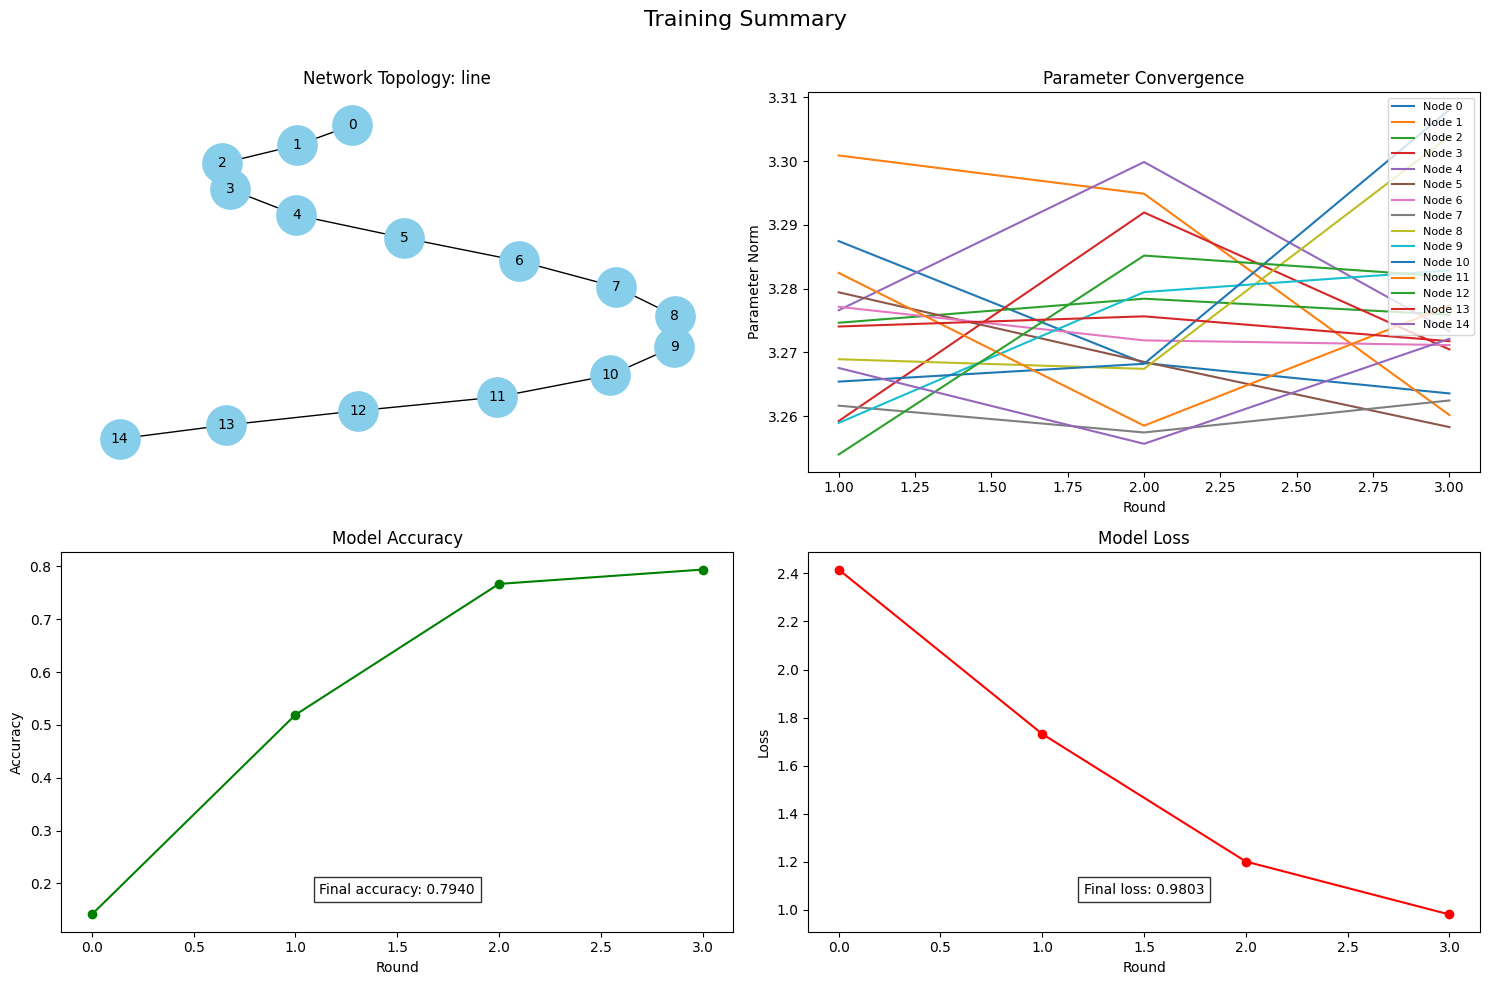 Training Summary
Network Topology: line
0
1
2
3
4
5
6
7
8
9
10
11
12
13
14
Parameter Convergence
Parameter Norm
3.31
3.30
3.29
3.28
3.27
3.26
1.00 1.25 1.50 1.75 2.00 2.25 2.50 2.75 3.00
Round
Node 0
Node 1
Node 2
Node 3
Node 4
Node 5
Node 6
Node 7
Node 8
Node 9
Node 10
Node 11
Node 12
Node 13
Node 14
Model Accuracy
Accuracy
0.8
0.7
0.6
0.5
0.4
0.3
0.2
Final accuracy: 0.7940
0.0 0.5 1.0 1.5 2.0 2.5 3.0
Round
Model Loss
Loss
2.4
2.2
2.0
1.8
1.6
1.4
1.2
1.0
Final loss: 0.9803
0.0 0.5 1.0 1.5 2.0 2.5 3.0
Round